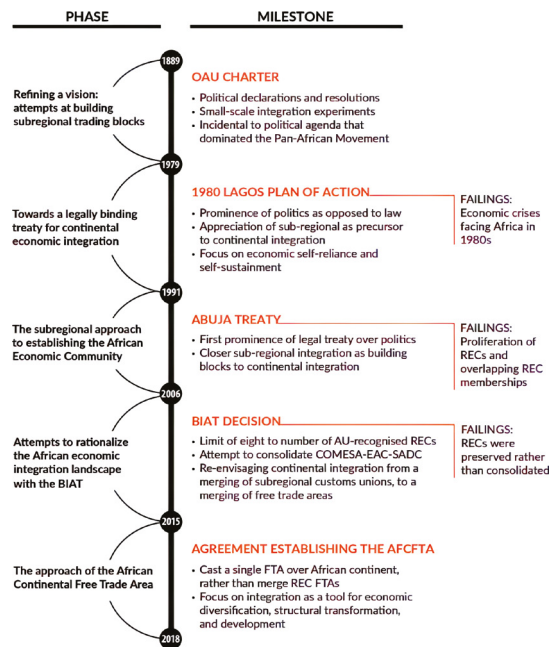 PHASE
MILESTONE
1889
Refining a vision:
attempts at building
subregional trading blocks
OAU CHARTER
• Political declarations and resolutions
• Small-scale integration experiments
• Incidental to political agenda that
dominated the Pan-African Movement
1979
Towards a legally binding
treaty for continental
economic integration
1980 LAGOS PLAN OF ACTION
• Prominence of politics as opposed to law
• Appreciation of sub-regional as precursor
to continental integration
• Focus on economic self-reliance and
self-sustainment
FAILINGS:
Economic crises
facing Africa in
1980s
1991
The subregional approach
to establishing the African
Economic Community
ABUJA TREATY
• First prominence of legal treaty over politics
• Closer sub-regional integration as building
blocks to continental integration
FAILINGS:
Proliferation of
RECs and
overlapping REC
memberships
2006
Attempts to rationalize
the African economic
integration landscape
with the BIAT
BIAT DECISION
• Limit of eight to number of AU-recognised RECs
• Attempt to consolidate COMESA-EAC-SADC
• Re-envisaging continental integration from a
merging of subregional customs unions, to a
merging of free trade areas
FAILINGS:
RECs were
preserved rather
than consolidated
2015
The approach of the African
Continental Free Trade Area
AGREEMENT ESTABLISHING THE AFCFTA
• Cast a single FTA over African continent,
rather than merge REC FTAs
• Focus on integration as a tool for economic
diversification, structural transformation,
and development
2018